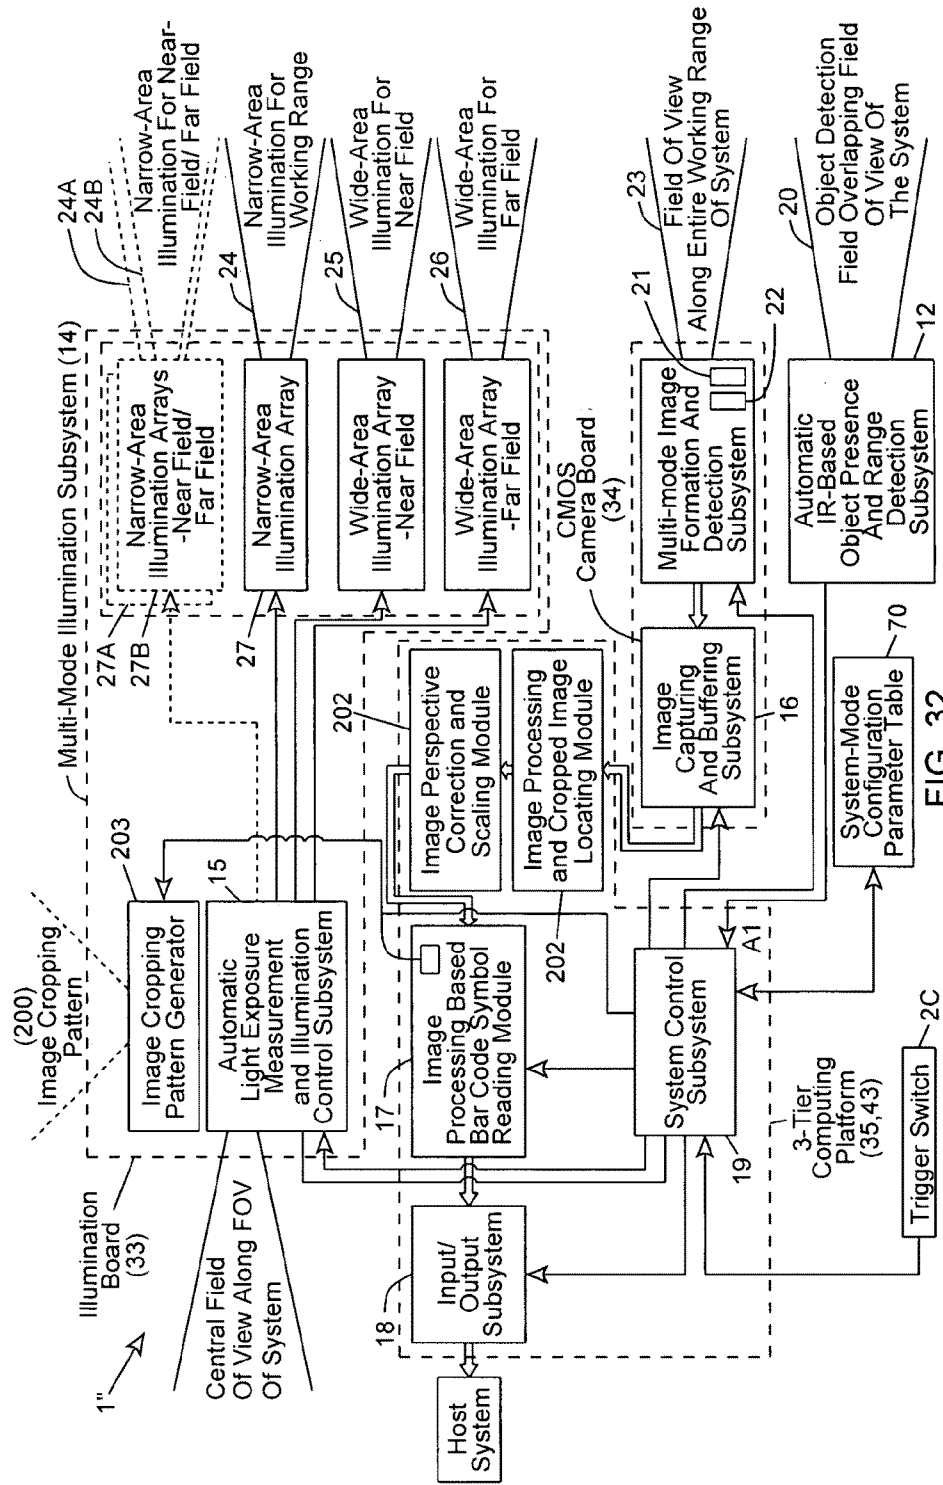 1"
Illumination
Board
(33)
(200)
Image Cropping
Pattern
Multi-Mode Illumination Subsystem (14)
24A
24B
Narrow-Area
Illumination For Near-
Field/ Far Field
203
Image Cropping
Pattern Generator
27A
27B
Narrow-Area
Illumination Arrays
-Near Field/
Far Field
Central Field
Of View Along FOV
Of System
15
Automatic
Light Exposure
Measurement
and Illumination
Control Subsystem
27
Narrow-Area
Illumination Array
24
Narrow-Area
Illumination For
Working Range
Wide-Area
Illumination Array
-Near Field
25
Wide-Area
Illumination For
Near Field
Wide-Area
Illumination Array
-Far Field
26
Wide-Area
Illumination For
Far Field
Host
System
18
Input/
Output
Subsystem
17
Image
Processing Based
Bar Code Symbol
Reading Module
202
Image Perspective
Correction and
Scaling Module
202
Image Processing
and Cropped Image
Locating Module
CMOS
Camera Board
(34)
16
Image
Capturing
And Buffering
Subsystem
Multi-mode Image
Formation And
Detection
Subsystem
21
22
23
Field Of View
Along Entire Working Range
Of System
19
System Control
Subsystem
A1
3-Tier
Computing
Platform
(35,43)
Automatic
IR-Based
Object Presence
And Range
Detection
Subsystem
12
20
Object Detection
Field Overlapping Field
Of View Of
The System
Trigger Switch
2C
System-Mode
Configuration
Parameter Table
70
FIG. 32